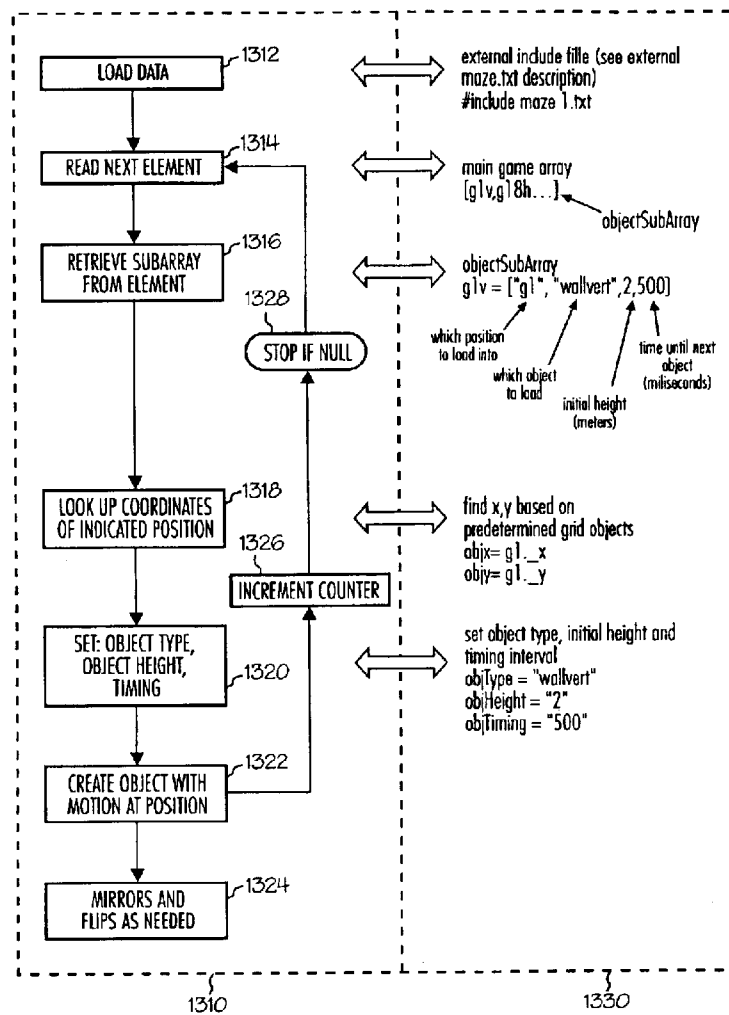 1312
LOAD DATA
1314
READ NEXT ELEMENT
1316
RETRIEVE SUBARRAY
FROM ELEMENT
1328
STOP IF NULL
1318
LOOK UP COORDINATES
OF INDICATED POSITION
1326
INCREMENT COUNTER
SET: OBJECT TYPE,
OBJECT HEIGHT,
TIMING
1320
1322
CREATE OBJECT WITH
MOTION AT POSITION
1324
MIRRORS AND
FLIPS AS NEEDED
1310
external include fille (see external
maze.txt description)
#include maze 1.txt
main game array
[g1v,g18h...]
objectSubArray
objectSubArray
g1v = ["g1", "wallvert",2,500]
which position
to load into
which object
to load
initial height
(meters)
time until next
object
(miliseconds)
find x,y based on
predetermined grid objects
objx= g1._x
objy= g1._y
set object type, initial height and
timing interval
objType = "wallvert"
objHeight = "2"
objTiming = "500"
1330